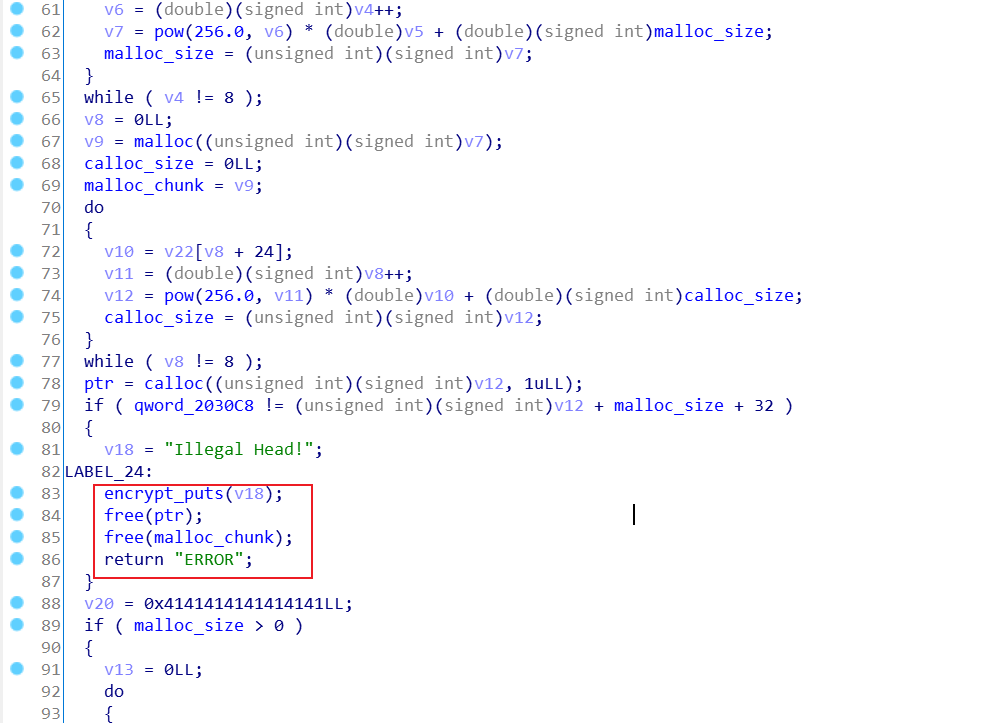 61 v6 = (double)(signed int)v4++;
62 v7 = pow(256.0, v6) * (double)v5 + (double)(signed int)malloc_size;
63 malloc_size = (unsigned int)(signed int)v7;
64 }
65 while ( v4 != 8 );
66 v8 = 0LL;
67 v9 = malloc((unsigned int)(signed int)v7);
68 calloc_size = 0LL;
69 malloc_chunk = v9;
70 do
71 {
72 v10 = v22[v8 + 24];
73 v11 = (double)(signed int)v8++;
74 v12 = pow(256.0, v11) * (double)v10 + (double)(signed int)calloc_size;
75 calloc_size = (unsigned int)(signed int)v12;
76 }
77 while ( v8 != 8 );
78 ptr = calloc((unsigned int)(signed int)v12, 1uLL);
79 if ( qword_2030C8 != (unsigned int)(signed int)v12 + malloc_size + 32 )
80 {
81 v18 = "Illegal Head!";
82 LABEL_24:
83 encrypt_puts(v18);
84 free(ptr);
85 free(malloc_chunk);
86 return "ERROR";
87 }
88 v20 = 0x4141414141414141LL;
89 if ( malloc_size > 0 )
90 {
91 v13 = 0LL;
92 do
93 {